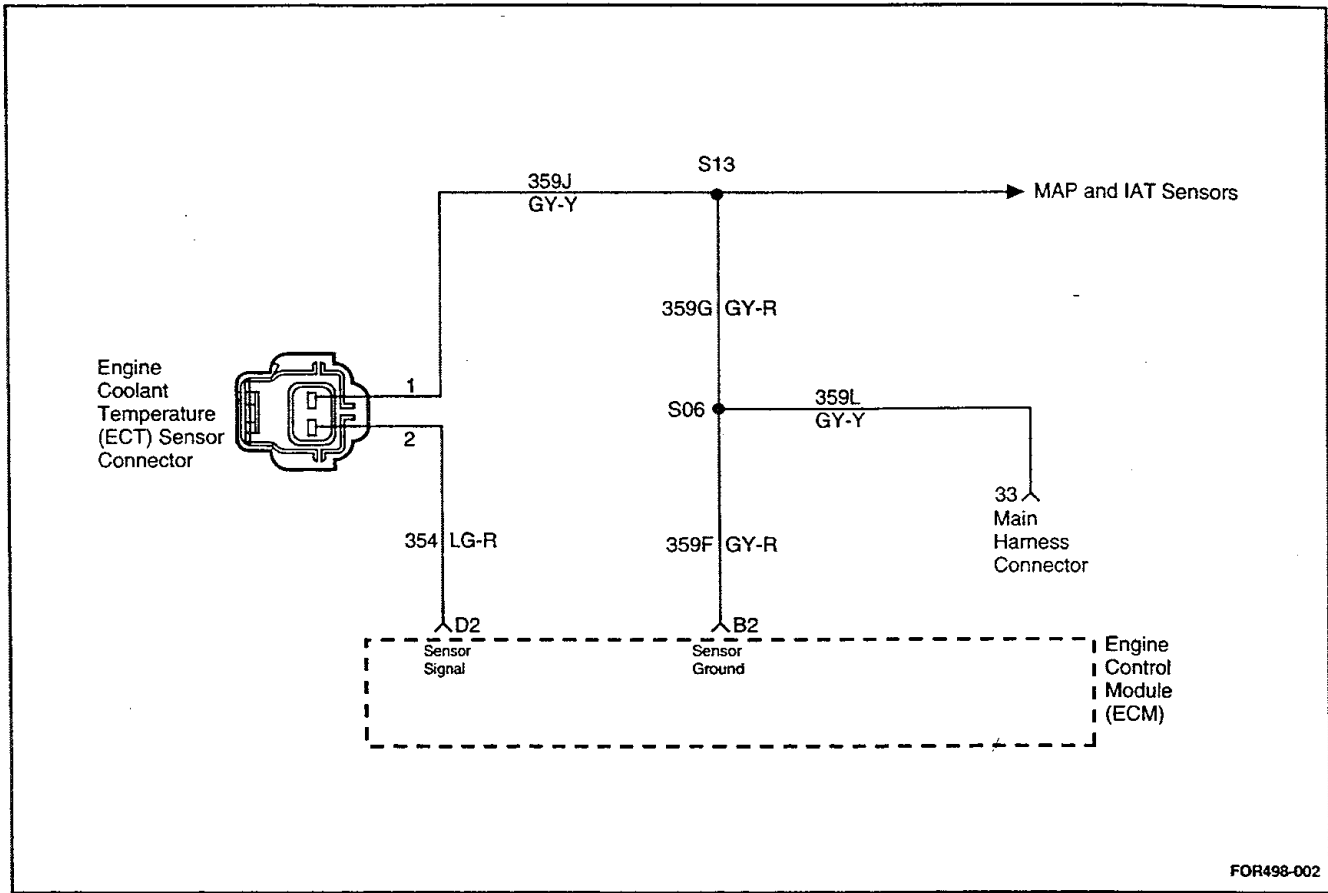 S13
359J
GY-Y
MAP and IAT Sensors
359G GY-R
Engine
Coolant
Temperature
(ECT) Sensor
Connector
1
2
S06
359L
GY-Y
33
Main
Harness
Connector
354 LG-R
359F GY-R
D2
B2
Sensor
Signal
Sensor
Ground
Engine
Control
Module
(ECM)
FOR498-002